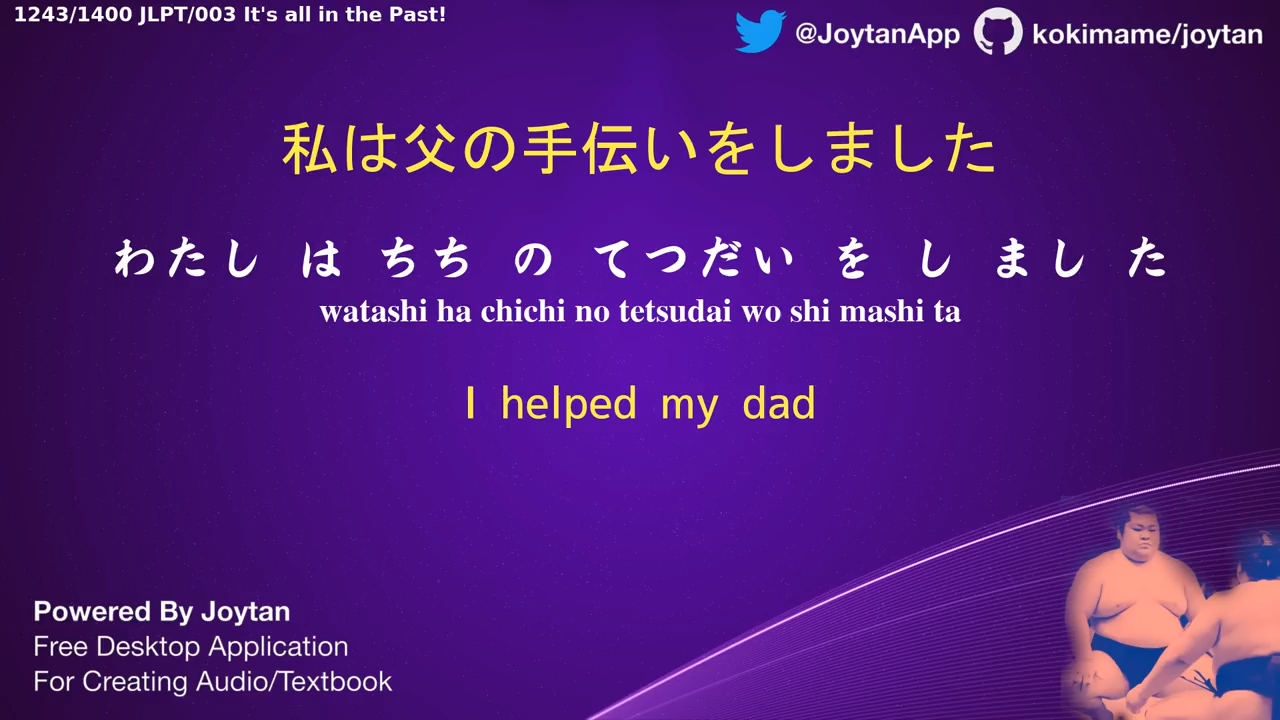 1243/1400 JLPT/003 It's all in the Past!
@JoytanApp kokimame/joytan
私は父の手伝いをしました
わたし は ちち の てつだい を し まし た
watashi ha chichi no tetsudai wo shi mashi ta
I helped my dad
Powered By Joytan
Free Desktop Application
For Creating Audio/Textbook